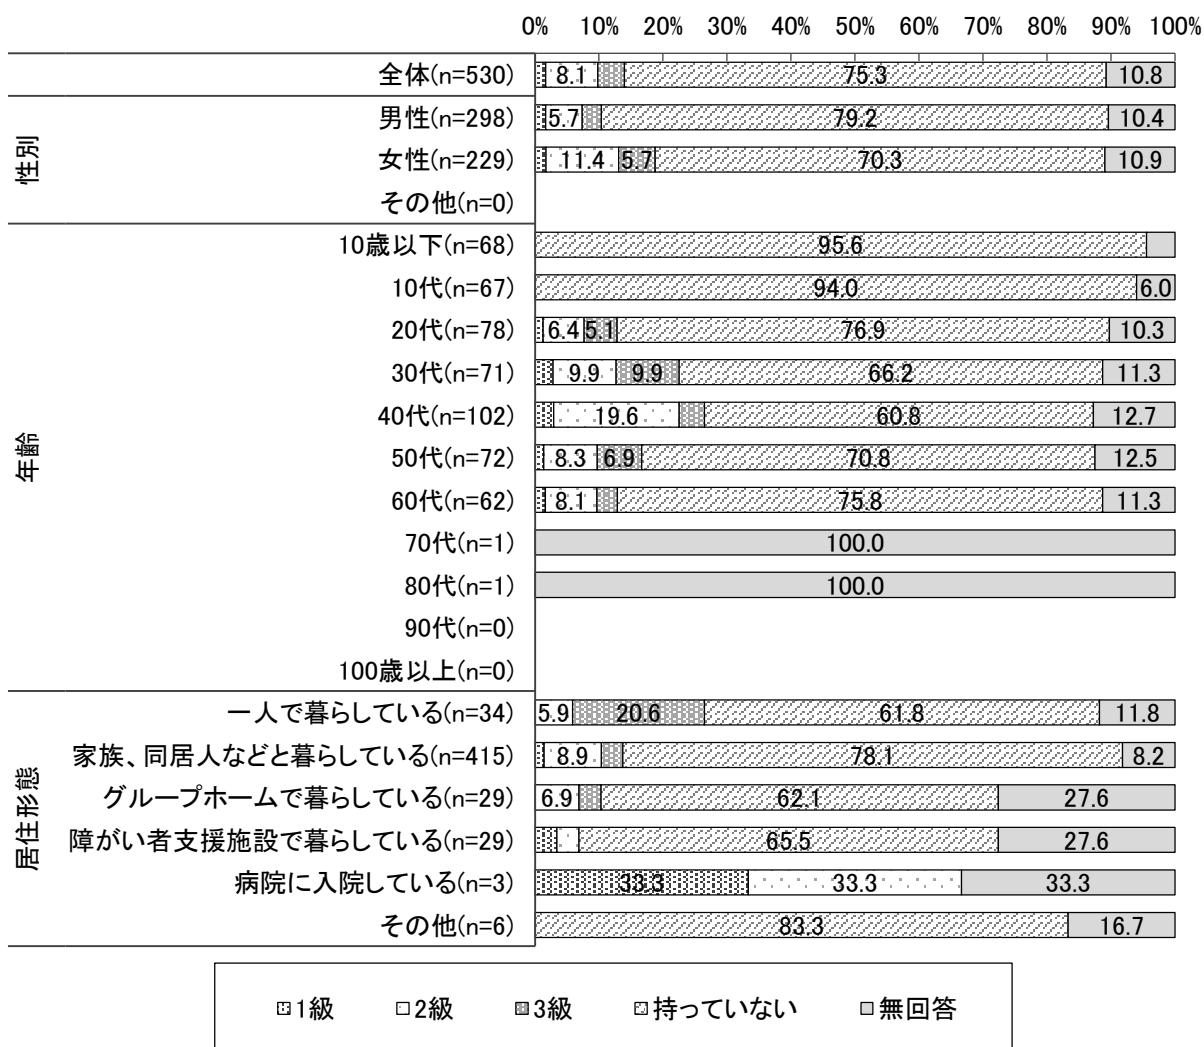 0% 10% 20% 30% 40% 50% 60% 70% 80% 90% 100%
全体(n=530) 8.1 75.3 10.8
性別
男性(n=298) 5.7 79.2 10.4
女性(n=229) 11.4 5.7 70.3 10.9
その他(n=0)
年齢
10歳以下(n=68) 95.6
10代(n=67) 94.0 6.0
20代(n=78) 6.4 5.1 76.9 10.3
30代(n=71) 9.9 9.9 66.2 11.3
40代(n=102) 19.6 60.8 12.7
50代(n=72) 8.3 6.9 70.8 12.5
60代(n=62) 8.1 75.8 11.3
70代(n=1) 100.0
80代(n=1) 100.0
90代(n=0)
100歳以上(n=0)
居住形態
一人で暮らしている(n=34) 5.9 20.6 61.8 11.8
家族、同居人などと暮らしている(n=415) 8.9 78.1 8.2
グループホームで暮らしている(n=29) 6.9 62.1 27.6
障がい者支援施設で暮らしている(n=29) 65.5 27.6
病院に入院している(n=3) 33.3 33.3 33.3
その他(n=6) 83.3 16.7
1級 2級 3級 持っていない 無回答